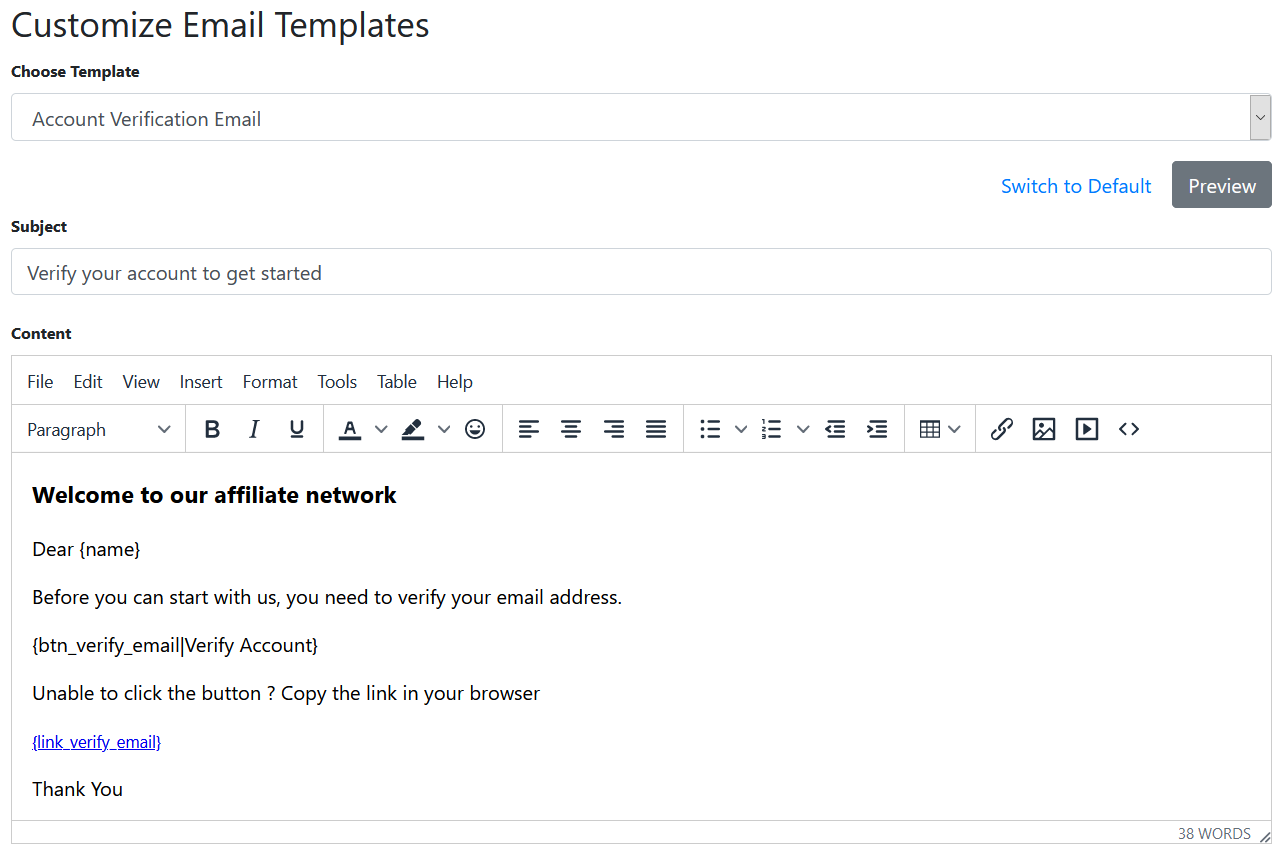 Customize Email Templates
Choose Template
Account Verification Email
Switch to Default Preview
Subject
Verify your account to get started
Content
File Edit View Insert Format Tools Table Help
Paragraph B I U A
Welcome to our affiliate network
Dear {name}
Before you can start with us, you need to verify your email address.
{btn_verify_email|Verify Account}
Unable to click the button ? Copy the link in your browser
{link_verify_email}
Thank You
38 WORDS